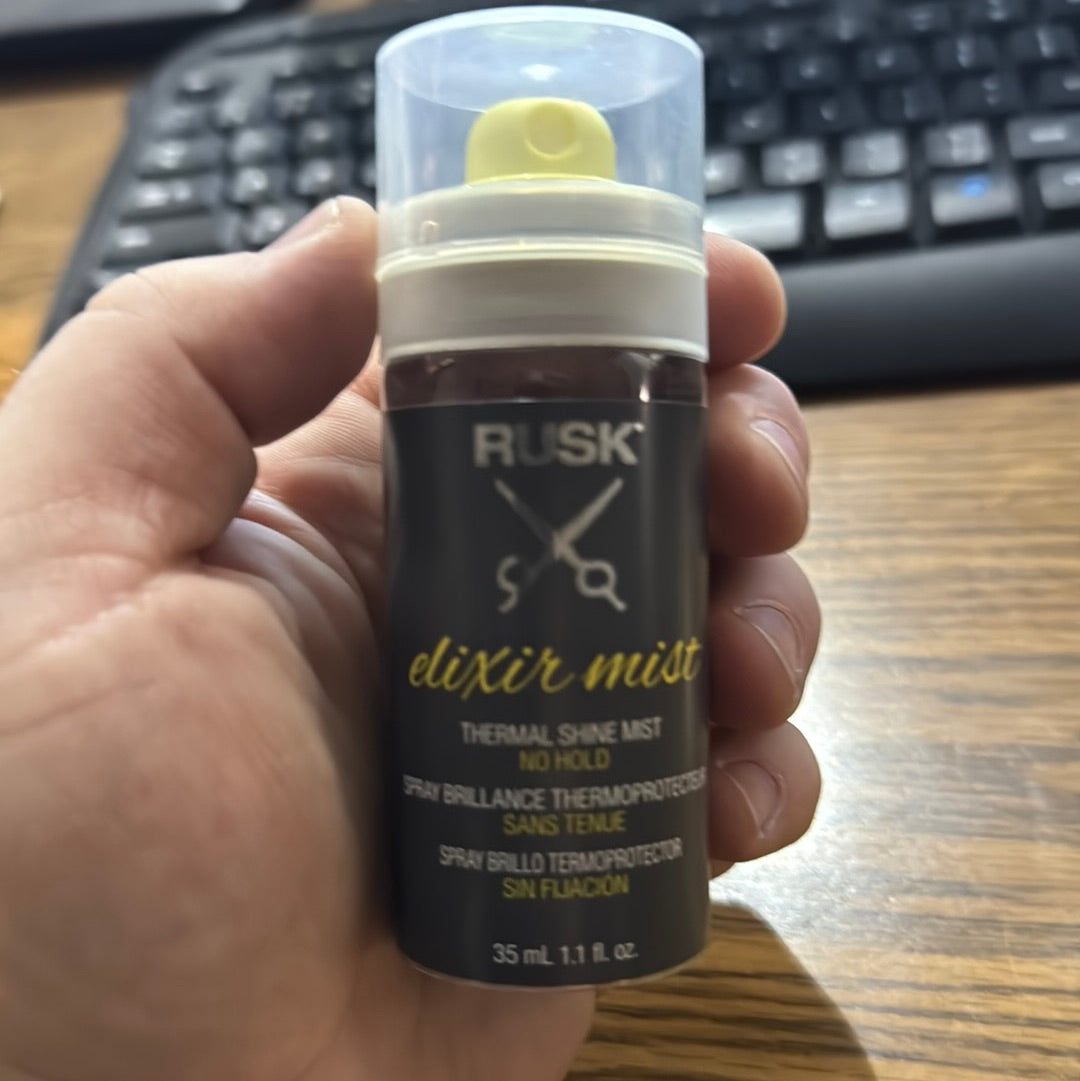 RUSK™
elixir mist
THERMAL SHINE MIST
NO HOLD
SPRAY BRILLANCE THERMOPROTECTEUR
SANS TENUE
SPRAY BRILLO TERMOPROTECTOR
SIN FIJACIÓN
35 mL 1.1 fl. oz.